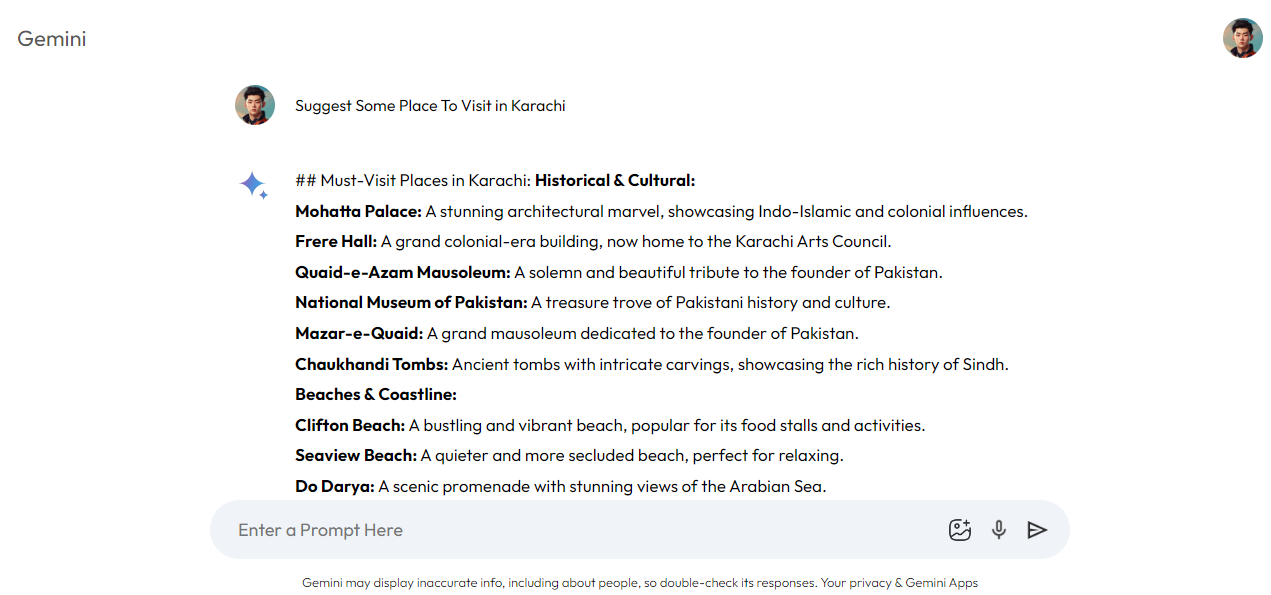 Gemini
Suggest Some Place To Visit in Karachi
## Must-Visit Places in Karachi: Historical & Cultural:
Mohatta Palace: A stunning architectural marvel, showcasing Indo-Islamic and colonial influences.
Frere Hall: A grand colonial-era building, now home to the Karachi Arts Council.
Quaid-e-Azam Mausoleum: A solemn and beautiful tribute to the founder of Pakistan.
National Museum of Pakistan: A treasure trove of Pakistani history and culture.
Mazar-e-Quaid: A grand mausoleum dedicated to the founder of Pakistan.
Chaukhandi Tombs: Ancient tombs with intricate carvings, showcasing the rich history of Sindh.
Beaches & Coastline:
Clifton Beach: A bustling and vibrant beach, popular for its food stalls and activities.
Seaview Beach: A quieter and more secluded beach, perfect for relaxing.
Do Darya: A scenic promenade with stunning views of the Arabian Sea.
Enter a Prompt Here
Gemini may display inaccurate info, including about people, so double-check its responses. Your privacy & Gemini Apps